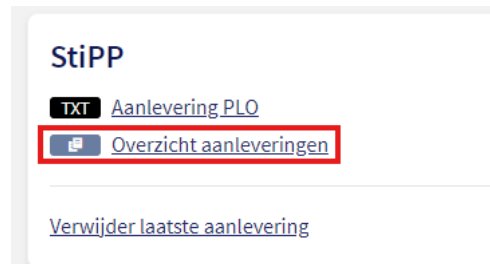 StiPP
TXT Aanlevering PLO
Overzicht aanleveringen
Verwijder laatste aanlevering